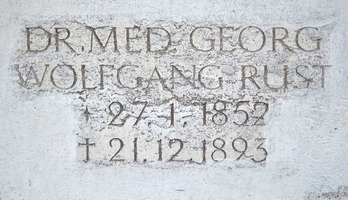 DR. MED GEORG
WOLFGANG RUST
* 27.1.1852
† 21.12.1893